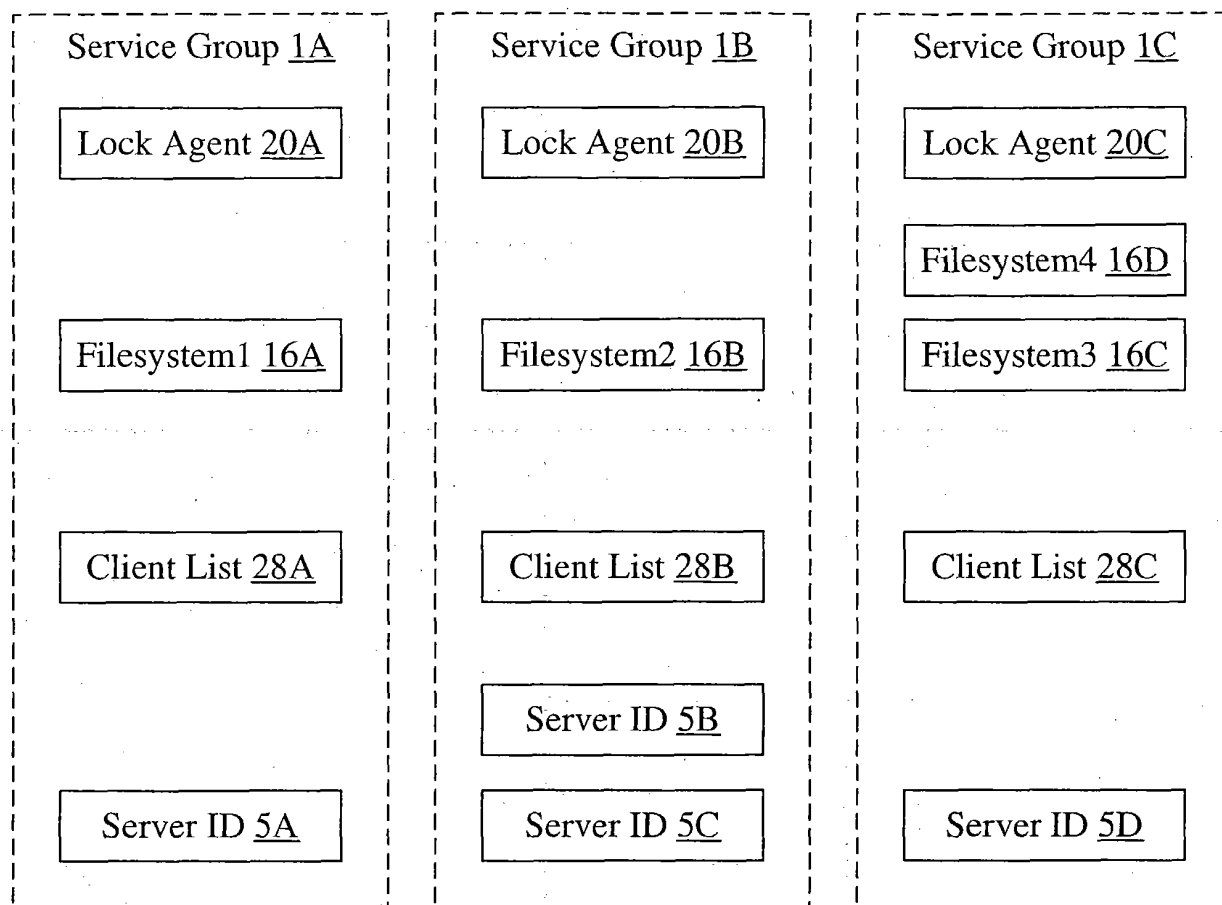 Service Group 1A
Lock Agent 20A
Filesystem1 16A
Client List 28A
Server ID 5A
Service Group 1B
Lock Agent 20B
Filesystem2 16B
Client List 28B
Server ID 5B
Server ID 5C
Service Group 1C
Lock Agent 20C
Filesystem4 16D
Filesystem3 16C
Client List 28C
Server ID 5D